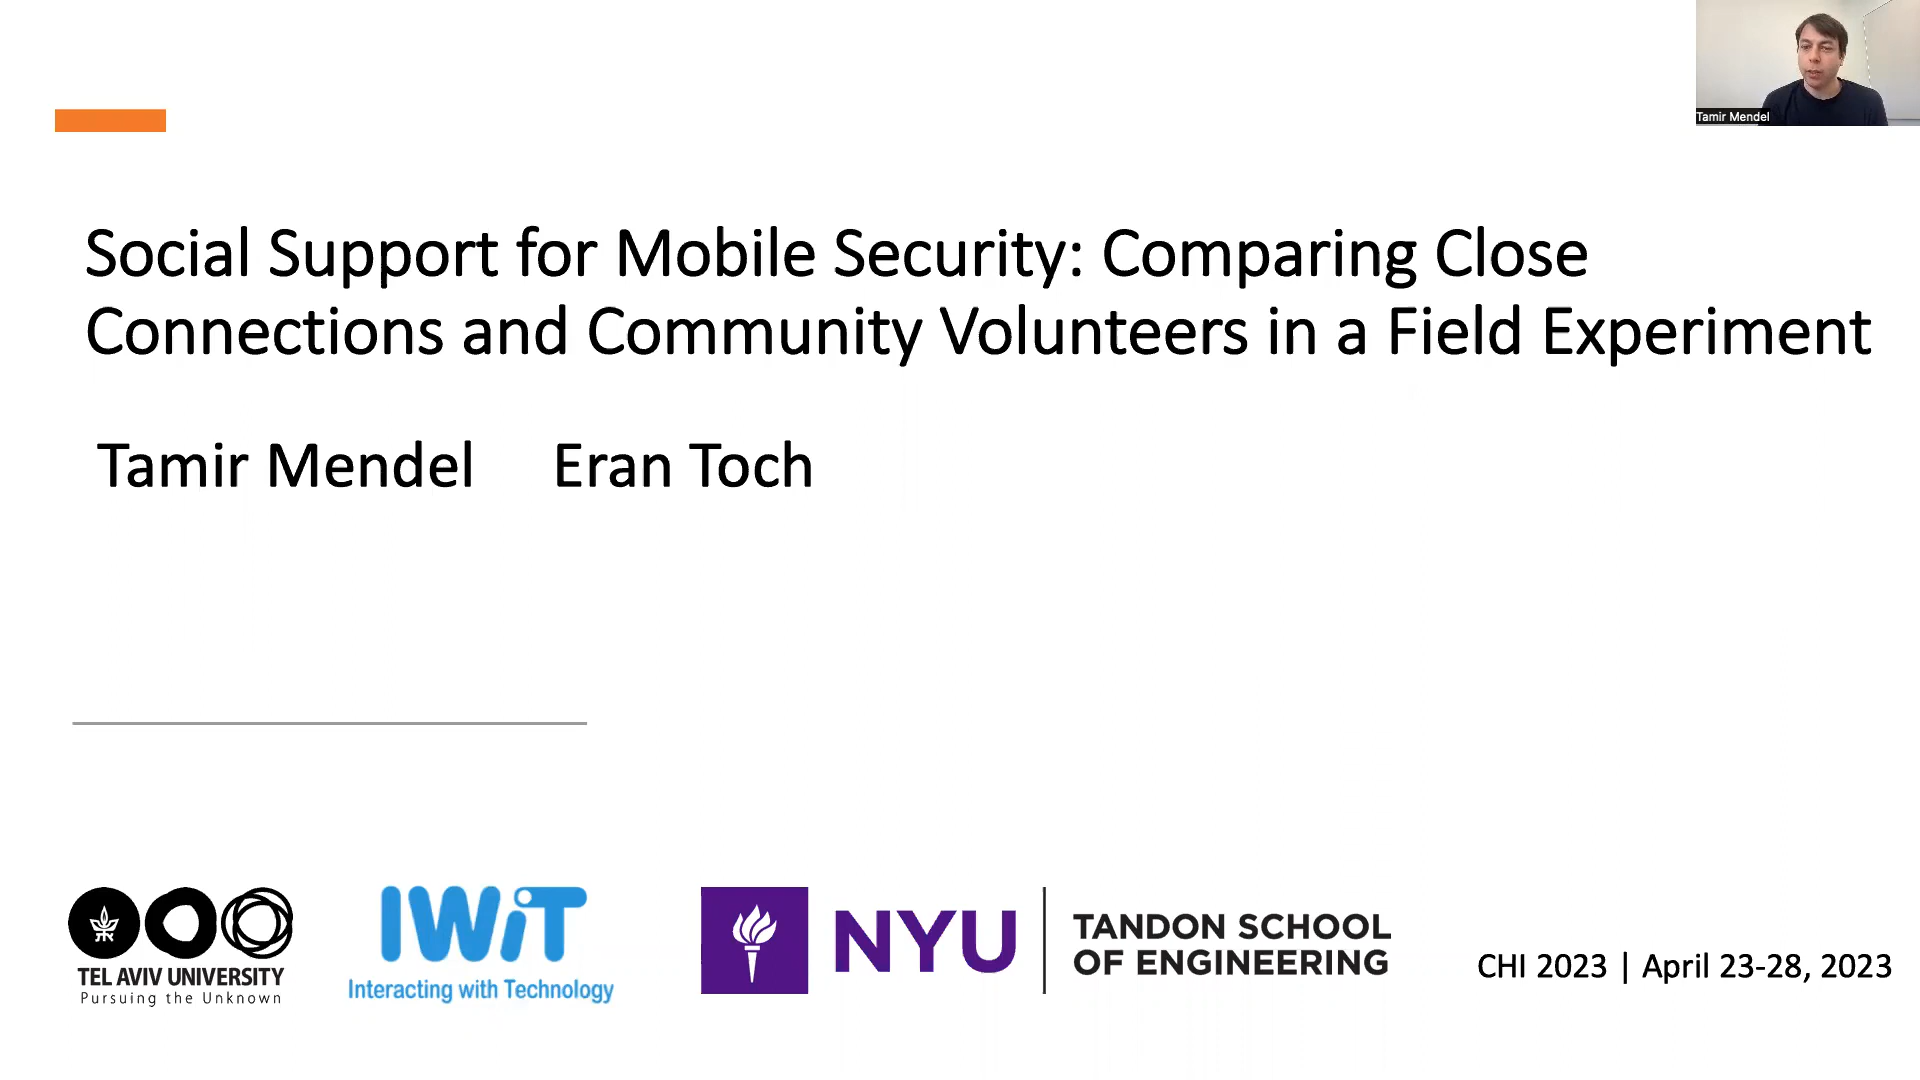 Tamir Mendel
Social Support for Mobile Security: Comparing Close
Connections and Community Volunteers in a Field Experiment
Tamir Mendel Eran Toch
TEL AVIV UNIVERSITY
Pursuing the Unknown
IWiT
Interacting with Technology
NYU
TANDON SCHOOL
OF ENGINEERING
CHI 2023 | April 23-28, 2023